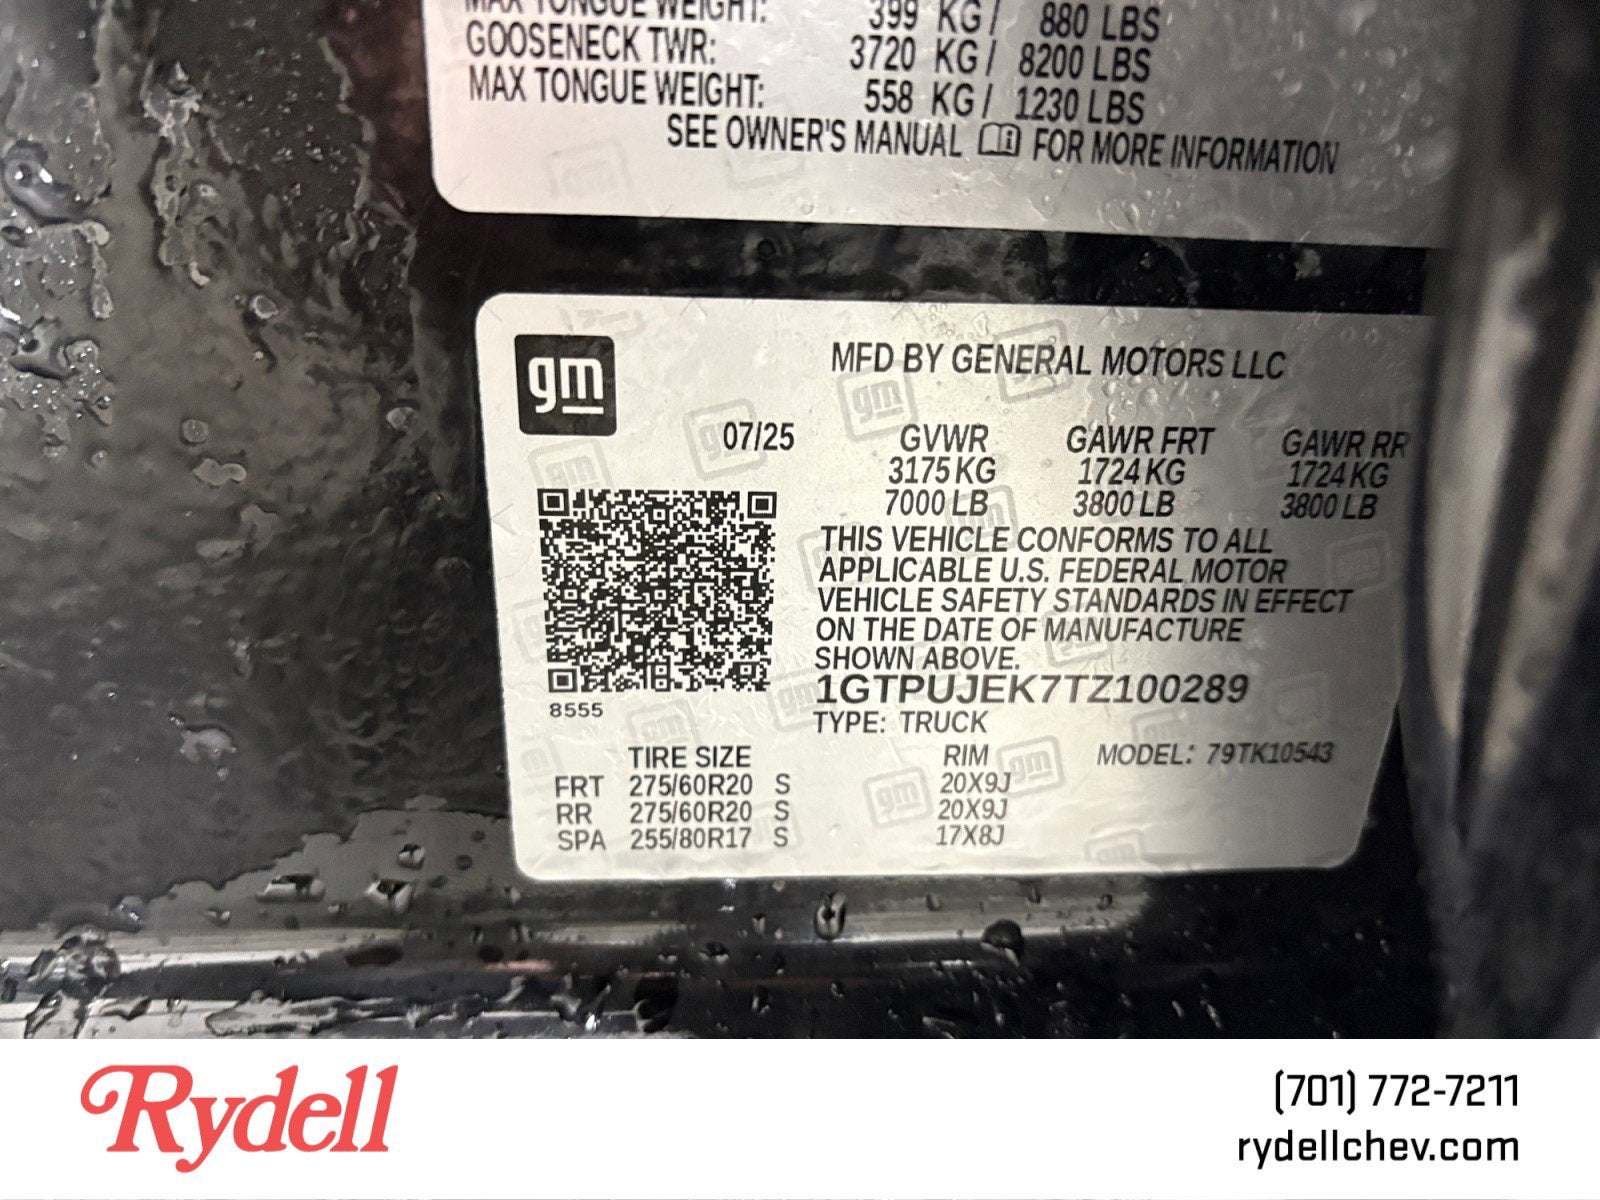 MAX TONGUE WEIGHT: 399 KG / 880 LBS
GOOSENECK TWR: 3720 KG / 8200 LBS
MAX TONGUE WEIGHT: 558 KG / 1230 LBS
SEE OWNER'S MANUAL FOR MORE INFORMATION
gm
MFD BY GENERAL MOTORS LLC
07/25 GVWR GAWR FRT GAWR RR
3175 KG 1724 KG 1724 KG
7000 LB 3800 LB 3800 LB
THIS VEHICLE CONFORMS TO ALL
APPLICABLE U.S. FEDERAL MOTOR
VEHICLE SAFETY STANDARDS IN EFFECT
ON THE DATE OF MANUFACTURE
SHOWN ABOVE.
1GTPUJEK7TZ100289
8555
TYPE: TRUCK
TIRE SIZE RIM MODEL: 79TK10543
FRT 275/60R20 S 20X9J
RR 275/60R20 S 20X9J
SPA 255/80R17 S 17X8J
Rydell
(701) 772-7211
rydellchev.com